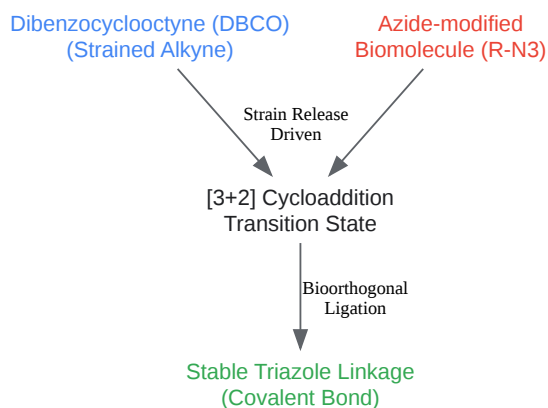 Dibenzocyclooctyne (DBCO)
(Strained Alkyne)
Azide-modified
Biomolecule (R-N3)
Strain Release
Driven
[3+2] Cycloaddition
Transition State
Bioorthogonal
Ligation
Stable Triazole Linkage
(Covalent Bond)